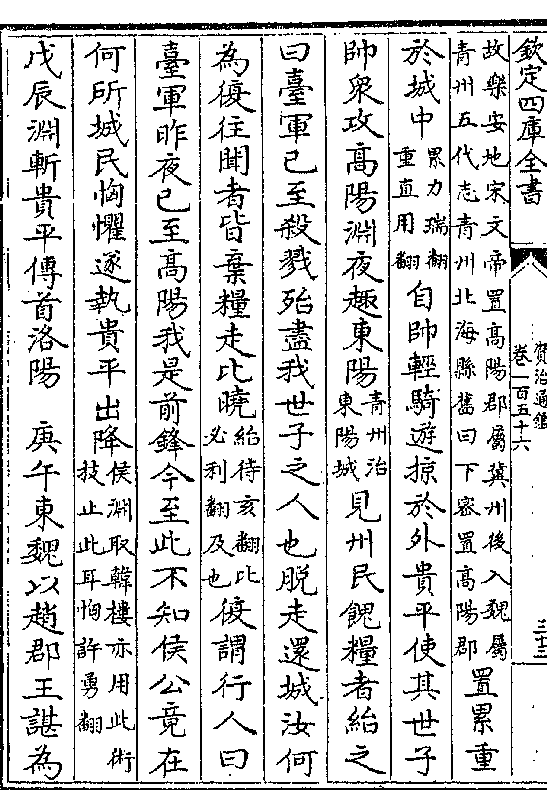 欽定四庫全書
資治通鑑
卷一百五十六
故樂安地宋文帝置高陽郡屬冀州後入魏屬
青州五代志青州北海縣舊曰下密置高陽郡
置累重
於城中
累力瑞翻
重直用翻
自帥輕騎遊掠於外貴平使其世子
帥衆攻高陽淵夜趣東陽
青州治
東陽城
見州民餽糧者紿之
曰臺軍已至殺戮殆盡我世子之人也脫走還城汝何
為復往聞者皆棄糧走比曉
紿待亥翻比
必利翻及也
復謂行人曰
臺軍昨夜已至高陽我是前鋒今至此不知侯公竟在
何所城民恟懼遂執貴平出降
侯淵取韓樓亦用此術
技止此耳恟許勇翻
戊辰淵斬貴平傳首洛陽　庚午東魏以趙郡王諶為